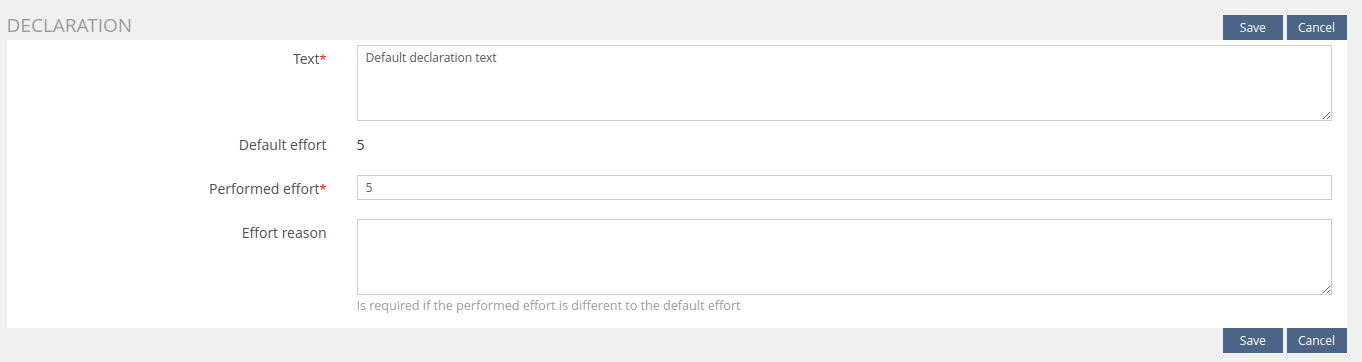 DECLARATION
Save Cancel
Text* Default declaration text
Default effort 5
Performed effort* 5
Effort reason
Is required if the performed effort is different to the default effort
Save Cancel